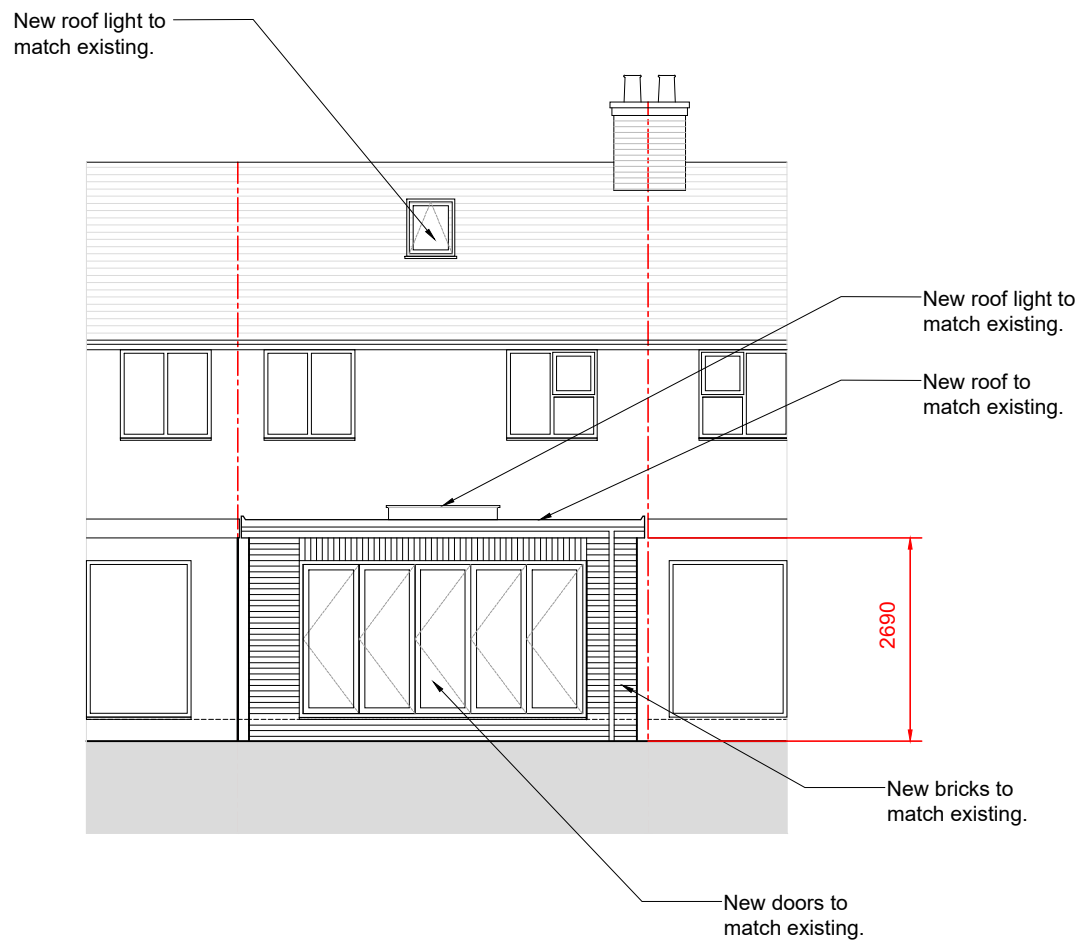 New roof light to
match existing.
New roof light to
match existing.
New roof to
match existing.
2690
New bricks to
match existing.
New doors to
match existing.